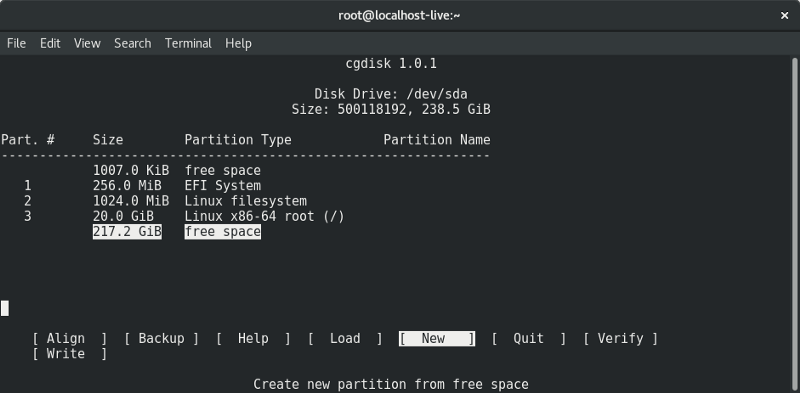 root@localhost-live:~ ×
File Edit View Search Terminal Help
cgdisk 1.0.1
Disk Drive: /dev/sda
Size: 500118192, 238.5 GiB
Part. # Size Partition Type Partition Name
----------------------------------------------------------------
1007.0 KiB free space
1 256.0 MiB EFI System
2 1024.0 MiB Linux filesystem
3 20.0 GiB Linux x86-64 root (/)
217.2 GiB free space
[ Align ] [ Backup ] [ Help ] [ Load ] [ New ] [ Quit ] [ Verify ]
[ Write ]
Create new partition from free space